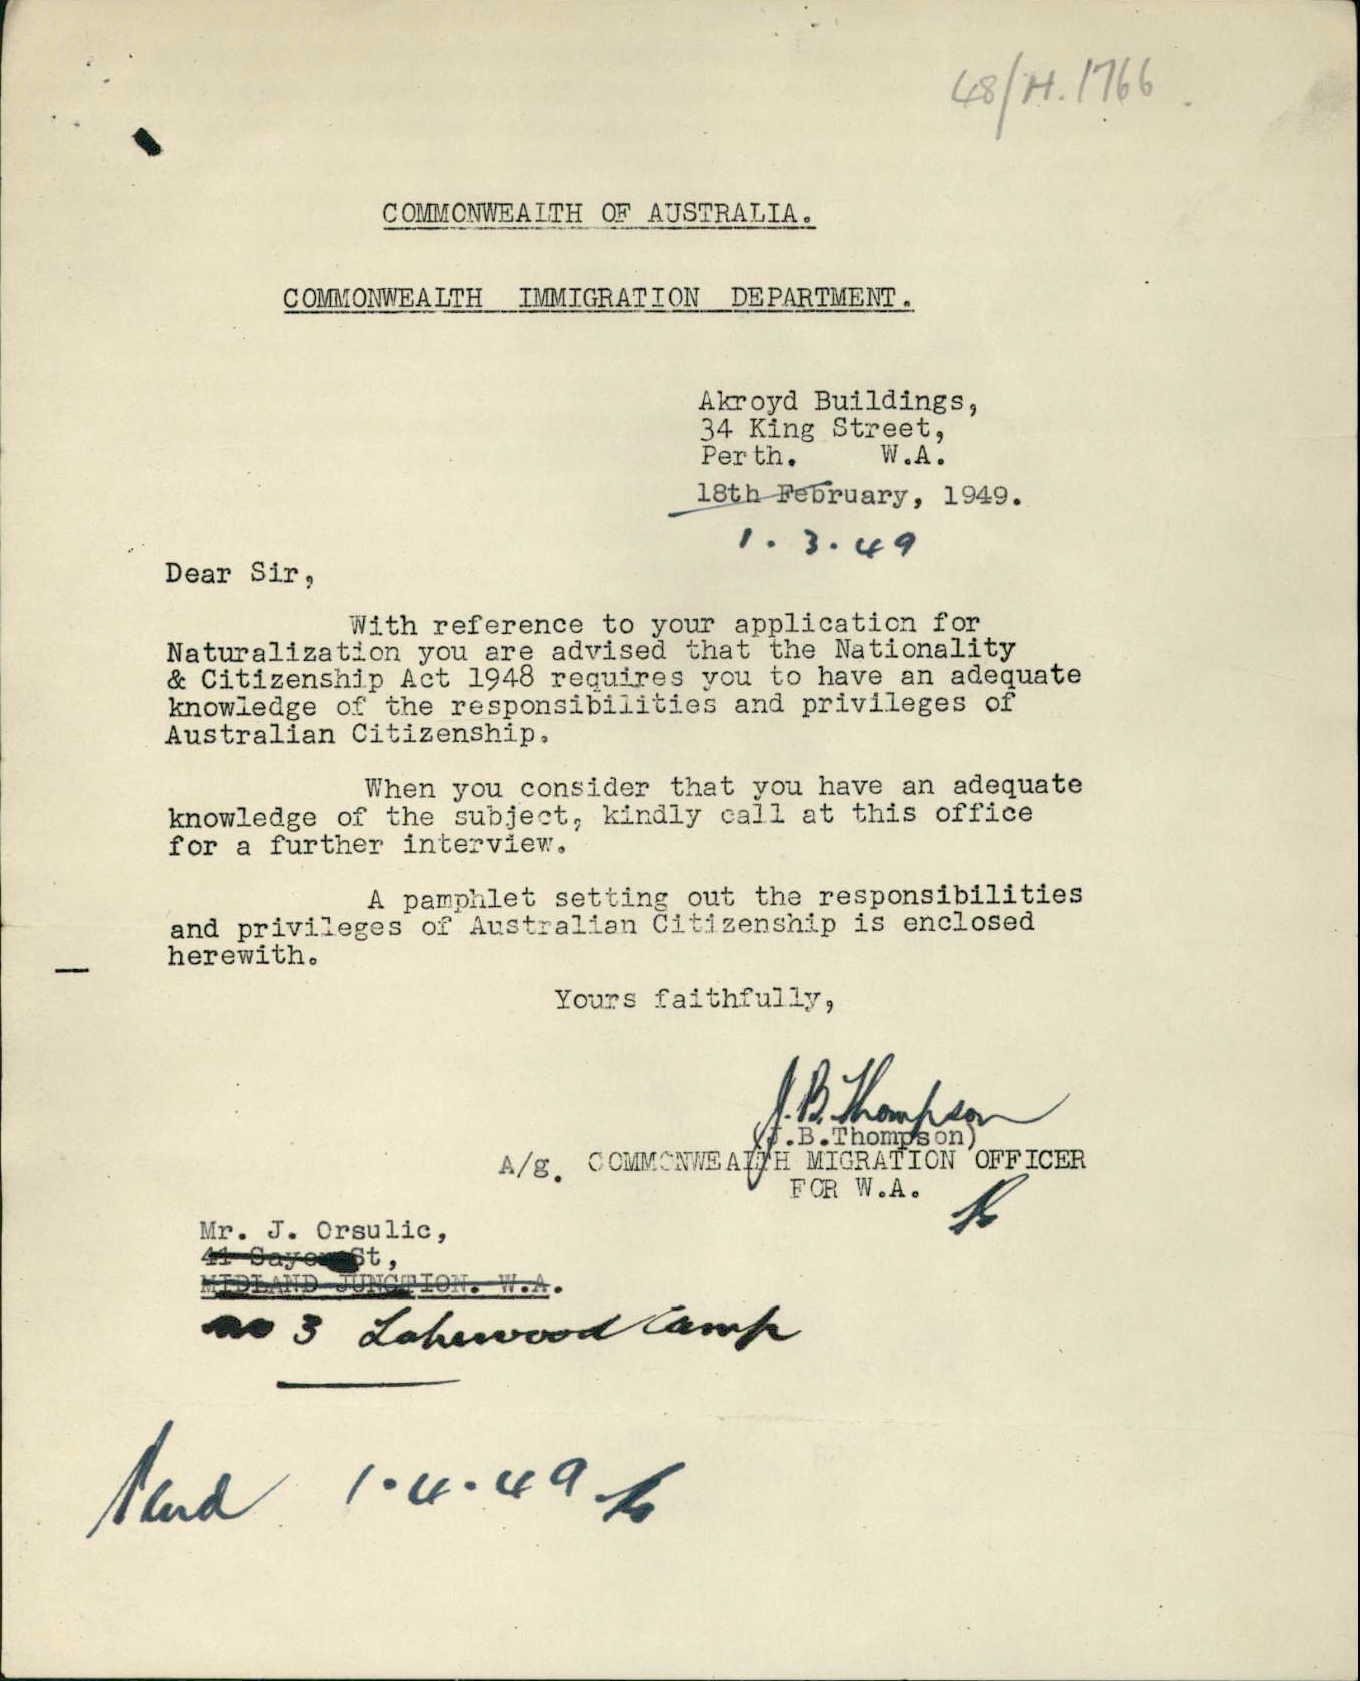 48/H.1766
COMMONWEALTH OF AUSTRALIA.
COMMONWEALTH IMMIGRATION DEPARTMENT.
Akroyd Buildings,
34 King Street,
Perth. W.A.
18th February, 1949.
1.3.49
Dear Sir,
With reference to your application for
Naturalization you are advised that the Nationality
& Citizenship Act 1948 requires you to have an adequate
knowledge of the responsibilities and privileges of
Australian Citizenship.
When you consider that you have an adequate
knowledge of the subject, kindly call at this office
for a further interview.
A pamphlet setting out the responsibilities
and privileges of Australian Citizenship is enclosed
herewith.
Yours faithfully,
J.B. Thompson
(J.B.Thompson)
A/g. COMMONWEALTH MIGRATION OFFICER
FOR W.A.
Mr. J. Orsulic,
41 Sayer St,
MIDLAND JUNCTION. W.A.
no 3 Lakewood Camp
1.4.49